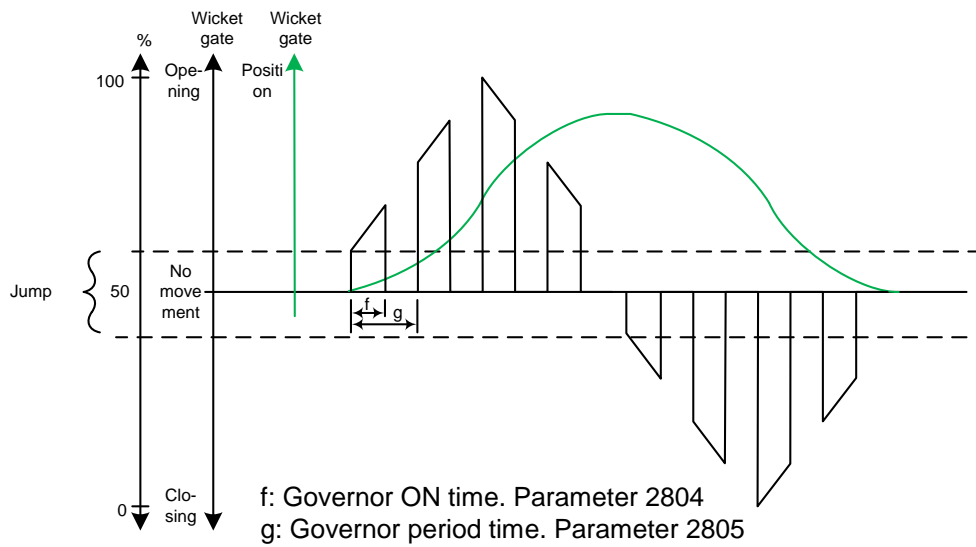 %
Wicket
gate
Wicket
gate
100
Ope-
ning
Positi
on
Jump
50
No
move
ment
f
g
0
Clo-
sing
f: Governor ON time. Parameter 2804
g: Governor period time. Parameter 2805